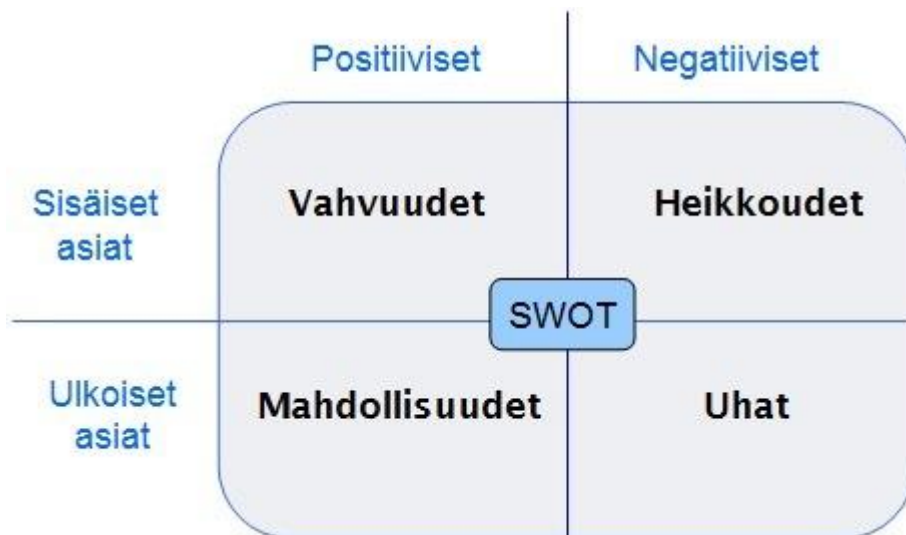 Positiiviset
Negatiiviset
Sisäiset
asiat
Vahvuudet
Heikkoudet
SWOT
Ulkoiset
asiat
Mahdollisuudet
Uhat